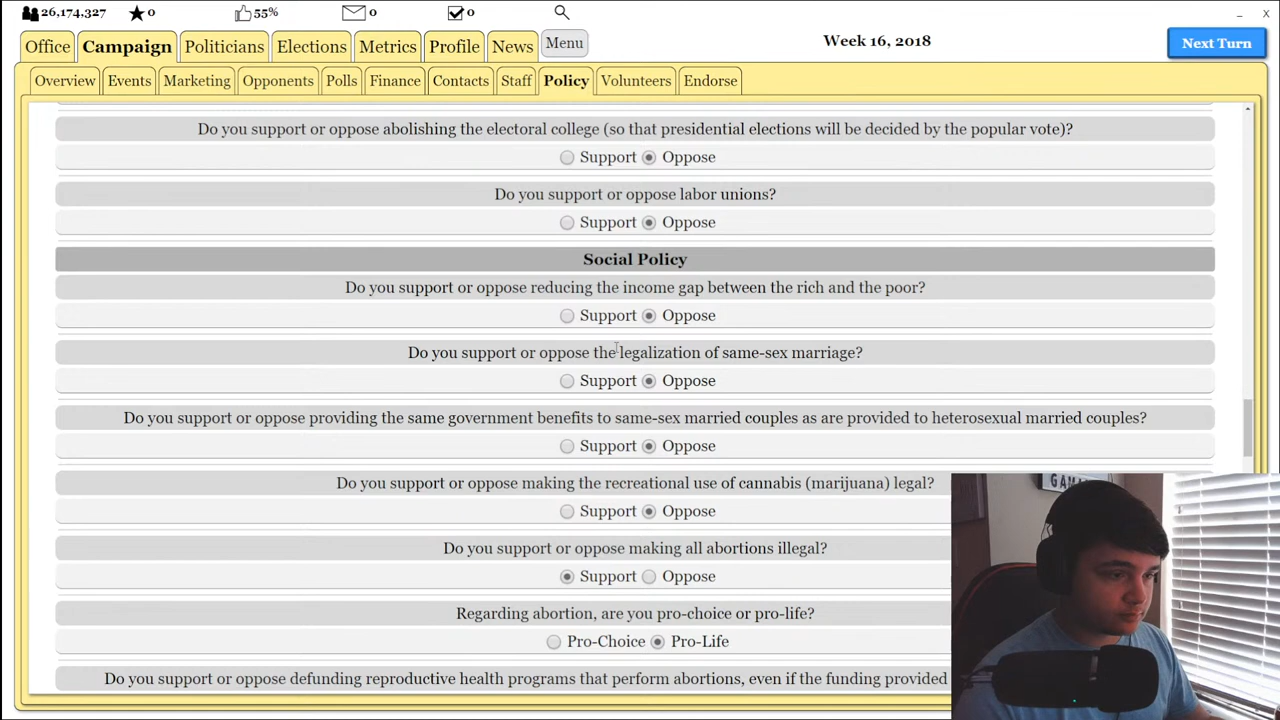 26,174,327 0 55% 0 0
Office Campaign Politicians Elections Metrics Profile News Menu Week 16, 2018 Next Turn
Overview Events Marketing Opponents Polls Finance Contacts Staff Policy Volunteers Endorse
Do you support or oppose abolishing the electoral college (so that presidential elections will be decided by the popular vote)?
Support Oppose
Do you support or oppose labor unions?
Support Oppose
Social Policy
Do you support or oppose reducing the income gap between the rich and the poor?
Support Oppose
Do you support or oppose the legalization of same-sex marriage?
Support Oppose
Do you support or oppose providing the same government benefits to same-sex married couples as are provided to heterosexual married couples?
Support Oppose
Do you support or oppose making the recreational use of cannabis (marijuana) legal?
Support Oppose
Do you support or oppose making all abortions illegal?
Support Oppose
Regarding abortion, are you pro-choice or pro-life?
Pro-Choice Pro-Life
Do you support or oppose defunding reproductive health programs that perform abortions, even if the funding provided